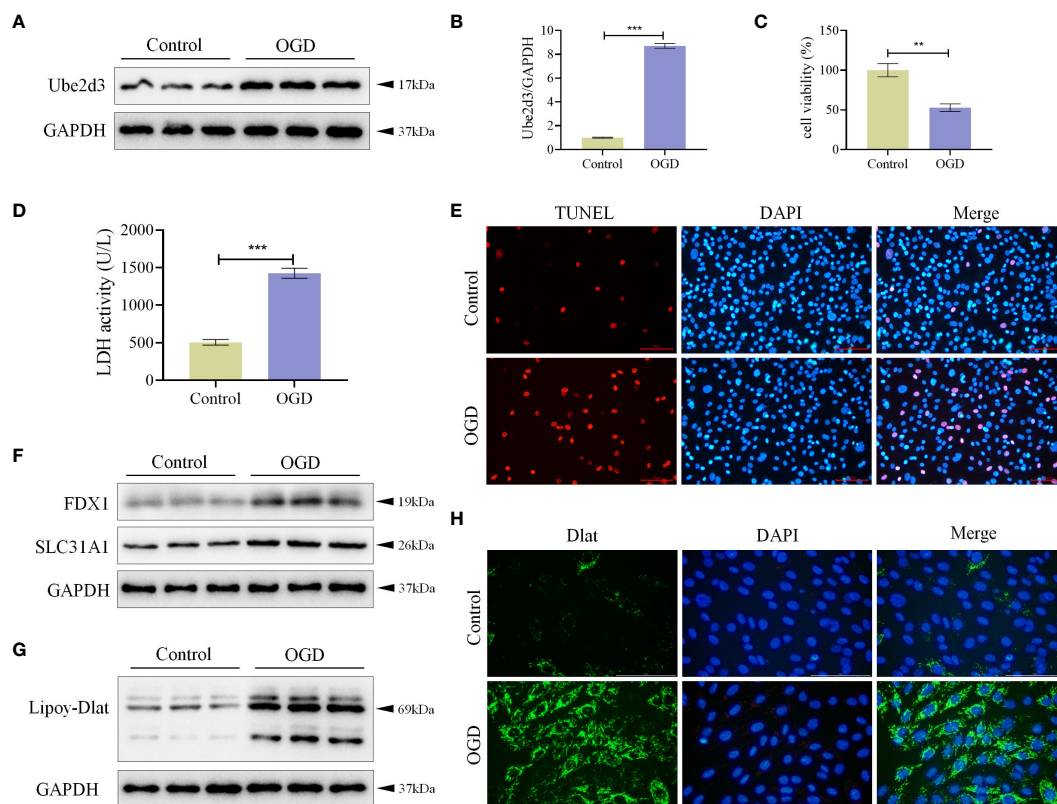 A
Control OGD
Ube2d3 17kDa
GAPDH 37kDa
B
Ube2d3/GAPDH
10
8
6
4
2
0
***
Control OGD
C
cell viability (%)
150
100
50
0
**
Control OGD
D
LDH activity (U/L)
2000
1500
1000
500
0
***
Control OGD
E
TUNEL DAPI Merge
Control
OGD
F
Control OGD
FDX1 19kDa
SLC31A1 26kDa
GAPDH 37kDa
G
Control OGD
Lipoy-Dlat 69kDa
GAPDH 37kDa
H
Dlat DAPI Merge
Control
OGD